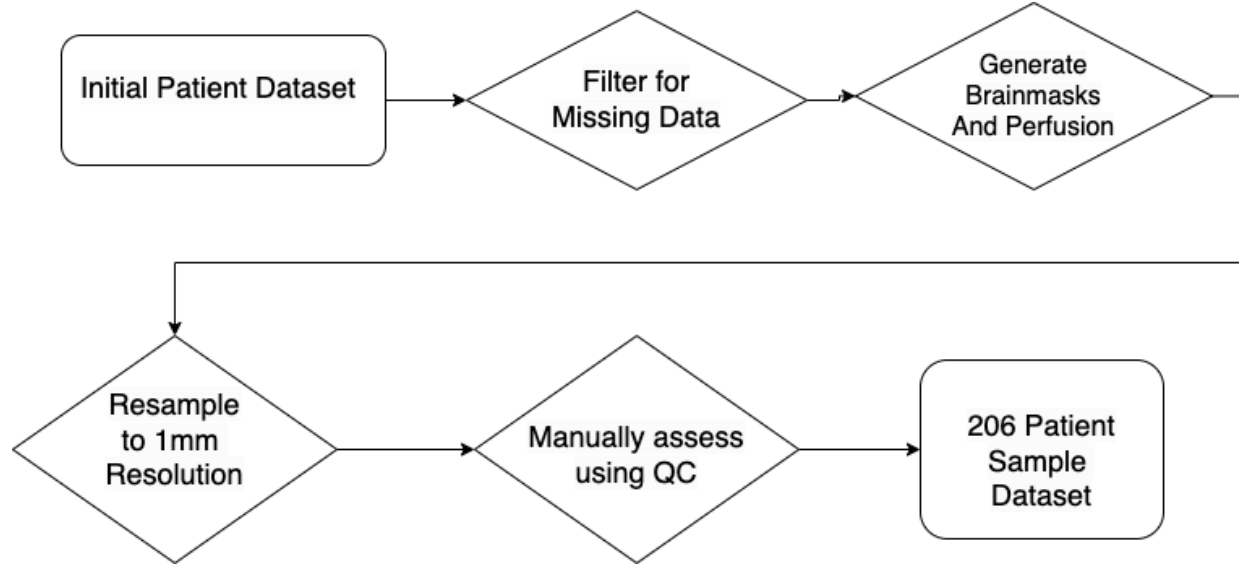 Initial Patient Dataset
Filter for
Missing Data
Generate
Brainmasks
And Perfusion
Resample
to 1mm
Resolution
Manually assess
using QC
206 Patient
Sample
Dataset